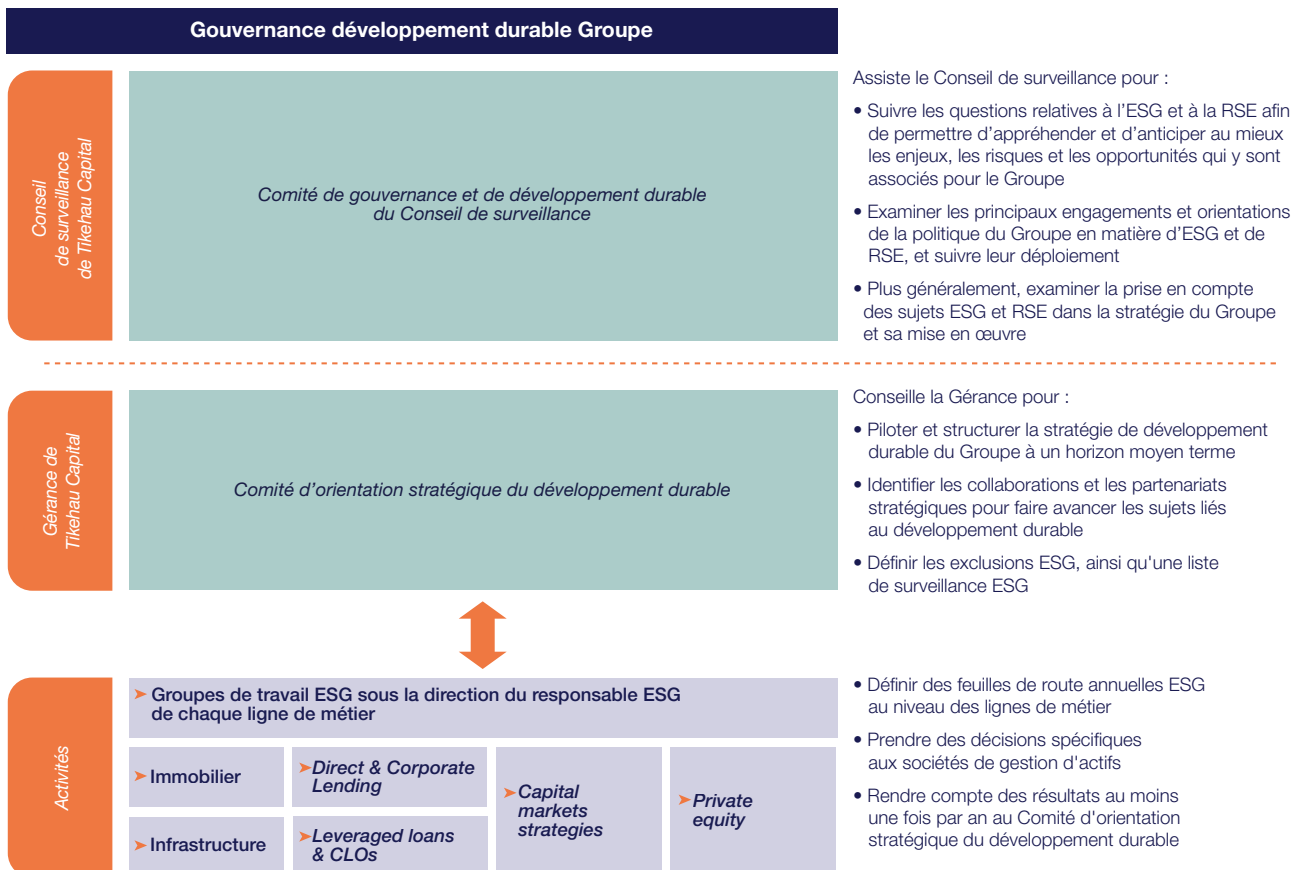 Gouvernance développement durable Groupe
Conseil
de surveillance
de Tikehau Capital
Comité de gouvernance et de développement durable
du Conseil de surveillance
Assiste le Conseil de surveillance pour :
• Suivre les questions relatives à l'ESG et à la RSE afin
de permettre d'appréhender et d'anticiper au mieux
les enjeux, les risques et les opportunités qui y sont
associés pour le Groupe
• Examiner les principaux engagements et orientations
de la politique du Groupe en matière d'ESG et de
RSE, et suivre leur déploiement
• Plus généralement, examiner la prise en compte
des sujets ESG et RSE dans la stratégie du Groupe
et sa mise en œuvre
Gérance de
Tikehau Capital
Comité d'orientation stratégique du développement durable
Conseille la Gérance pour :
• Piloter et structurer la stratégie de développement
durable du Groupe à un horizon moyen terme
• Identifier les collaborations et les partenariats
stratégiques pour faire avancer les sujets liés
au développement durable
• Définir les exclusions ESG, ainsi qu'une liste
de surveillance ESG
Activités
➤ Groupes de travail ESG sous la direction du responsable ESG
de chaque ligne de métier
➤ Immobilier
➤ Infrastructure
➤ Direct & Corporate
Lending
➤ Leveraged loans
& CLOs
➤ Capital
markets
strategies
➤ Private
equity
• Définir des feuilles de route annuelles ESG
au niveau des lignes de métier
• Prendre des décisions spécifiques
aux sociétés de gestion d'actifs
• Rendre compte des résultats au moins
une fois par an au Comité d'orientation
stratégique du développement durable